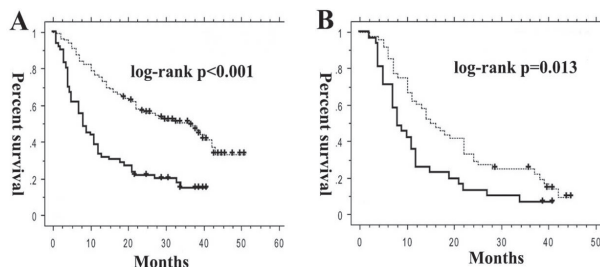 A
log-rank p<0.001
Percent survival
1
.8
.6
.4
.2
0
0 10 20 30 40 50 60
Months
B
log-rank p=0.013
Percent survival
1
.8
.6
.4
.2
0
0 10 20 30 40 50
Months